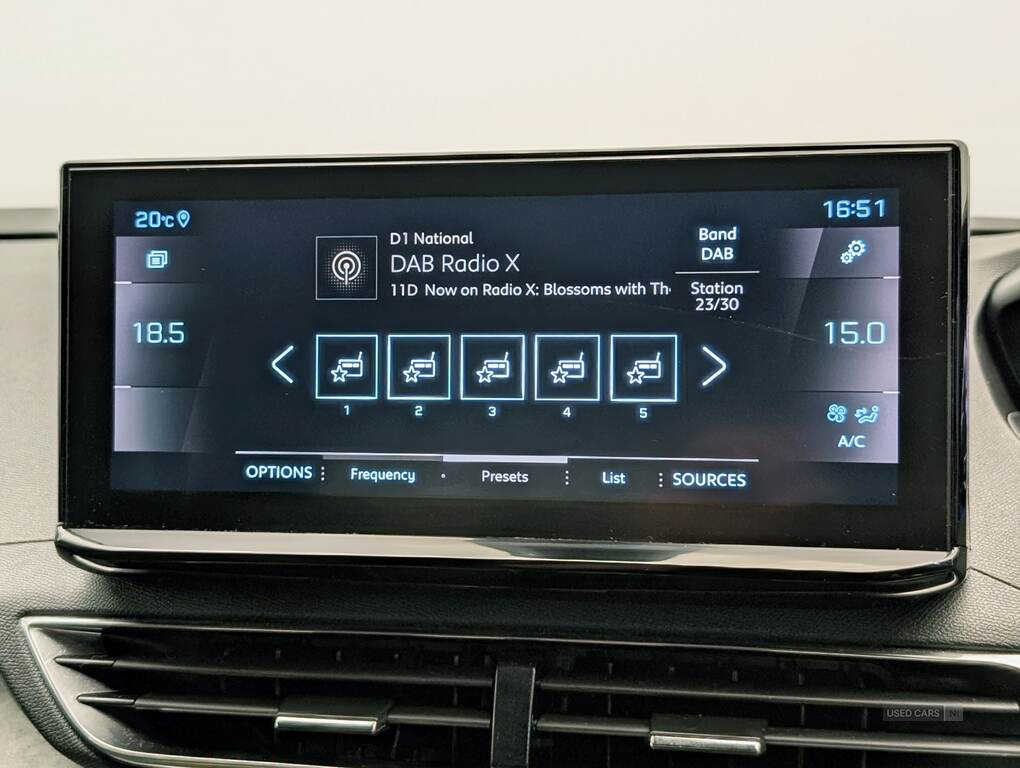 20°C
16:51
D1 National
DAB Radio X
11D Now on Radio X: Blossoms with Th
Band
DAB
Station
23/30
18.5
15.0
1 2 3 4 5
A/C
OPTIONS Frequency Presets List SOURCES
USED CARS NI